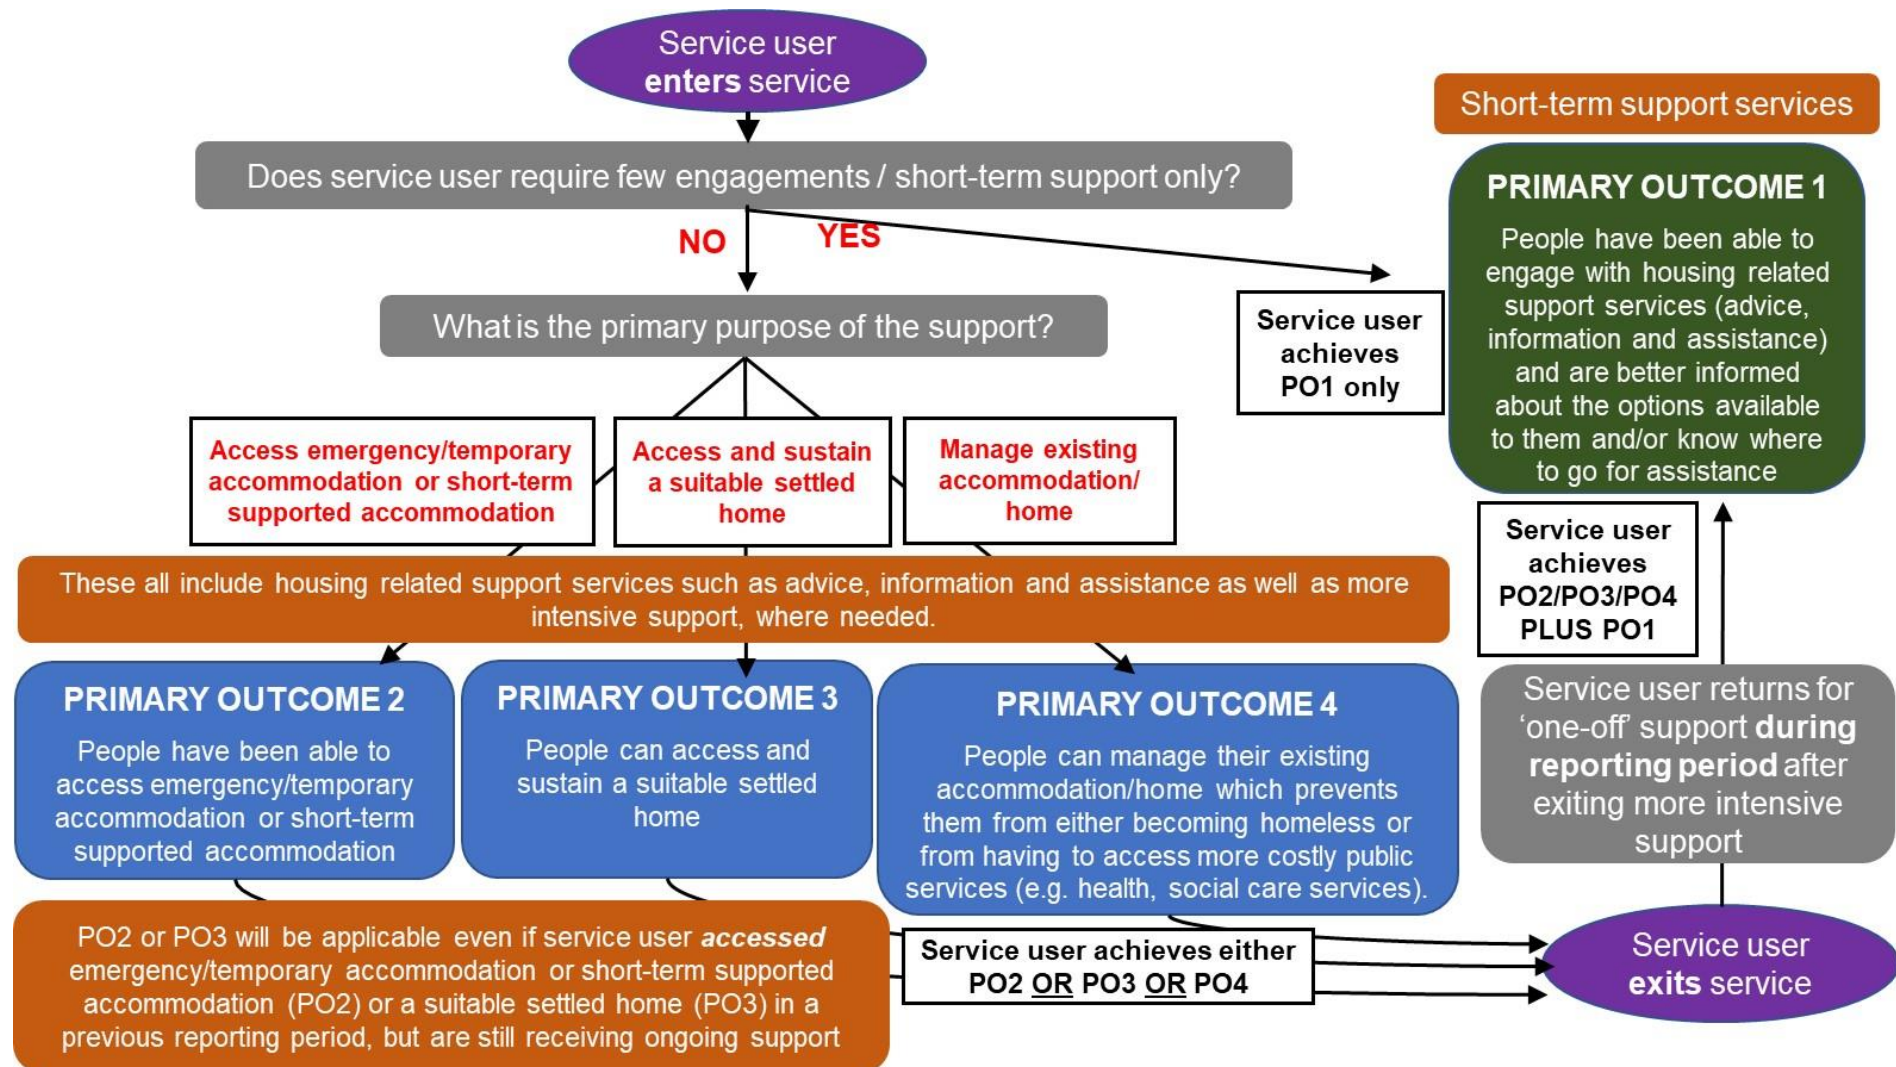 Service user
enters service
Short-term support services
Does service user require few engagements / short-term support only?
NO
YES
PRIMARY OUTCOME 1
People have been able to
engage with housing related
support services (advice,
information and assistance)
and are better informed
about the options available
to them and/or know where
to go for assistance
What is the primary purpose of the support?
Service user
achieves
PO1 only
Access emergency/temporary
accommodation or short-term
supported accommodation
Access and sustain
a suitable settled
home
Manage existing
accommodation/
home
Service user
achieves
PO2/PO3/PO4
PLUS PO1
These all include housing related support services such as advice, information and assistance as well as more
intensive support, where needed.
PRIMARY OUTCOME 2
People have been able to
access emergency/temporary
accommodation or short-term
supported accommodation
PRIMARY OUTCOME 3
People can access and
sustain a suitable settled
home
PRIMARY OUTCOME 4
People can manage their existing
accommodation/home which prevents
them from either becoming homeless or
from having to access more costly public
services (e.g. health, social care services).
Service user returns for
‘one-off’ support during
reporting period after
exiting more intensive
support
PO2 or PO3 will be applicable even if service user accessed
emergency/temporary accommodation or short-term supported
accommodation (PO2) or a suitable settled home (PO3) in a
previous reporting period, but are still receiving ongoing support
Service user achieves either
PO2 OR PO3 OR PO4
Service user
exits service